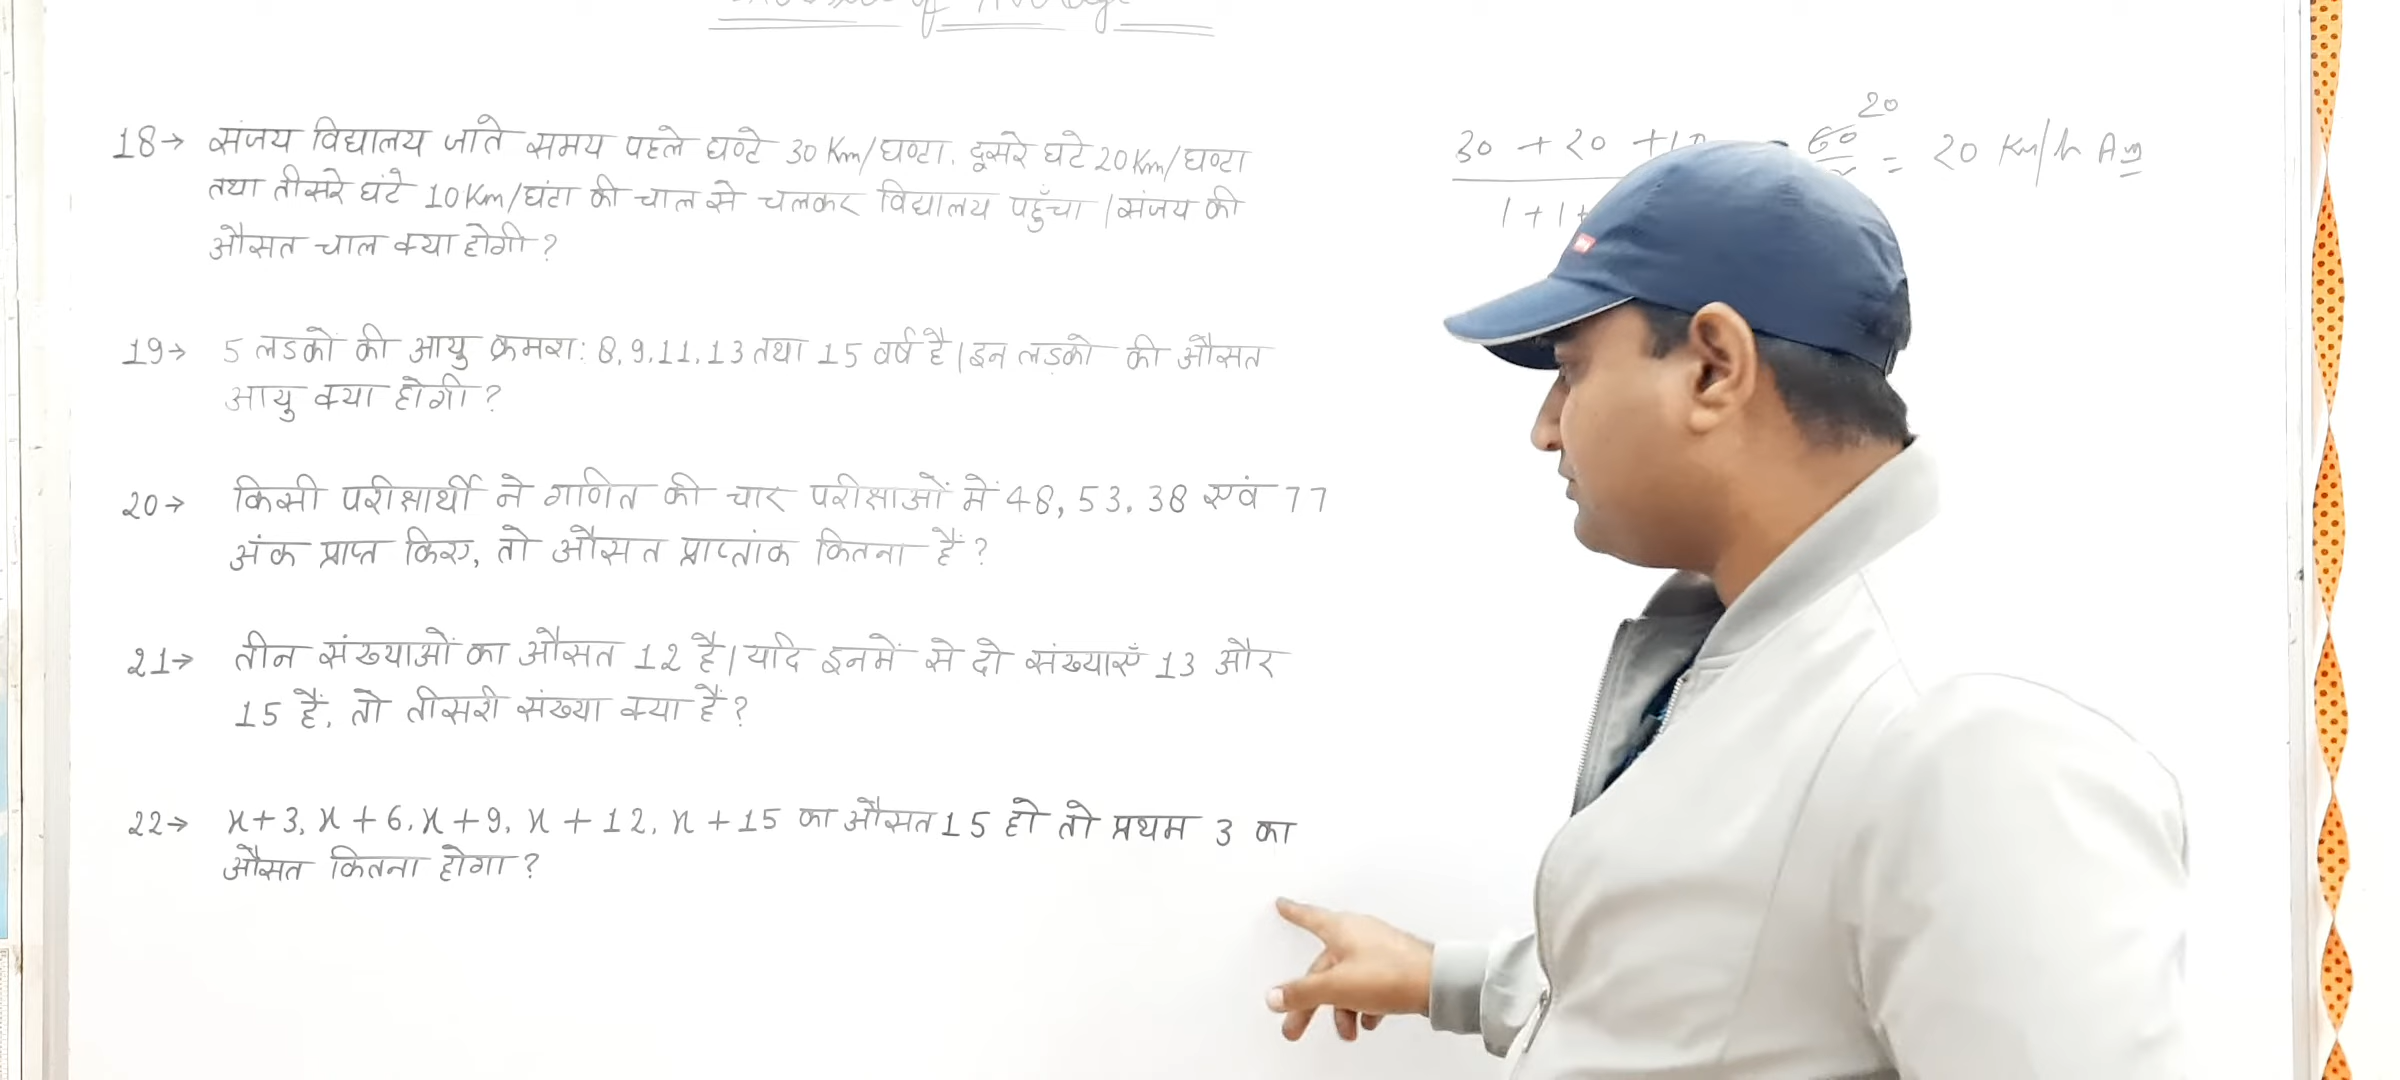 18→ संजय विद्यालय जाते समय पहले घण्टे 30 Km/घण्टा, दूसरे घंटे 20 Km/घण्टा
तथा तीसरे घंटे 10 Km/घंटा की चाल से चलकर विद्यालय पहुँचा। संजय की
औसत चाल क्या होगी?
30 + 20 +
60 20
= 20 Km/h Ans
1 + 1 +
19→ 5 लडकों की आयु क्रमश: 8, 9, 11, 13 तथा 15 वर्ष है। इन लड़को की औसत
आयु क्या होगी?
20→ किसी परीक्षार्थी ने गणित की चार परीक्षाओं में 48, 53, 38 एवं 77
अंक प्राप्त किए, तो औसत प्राप्तांक कितना है?
21→ तीन संख्याओं का औसत 12 है। यदि इनमें से दो संख्याएँ 13 और
15 हैं, तो तीसरी संख्या क्या है?
22→ x+3, x+6, x+9, x+12, x+15 का औसत 15 हो तो प्रथम 3 का
औसत कितना होगा?